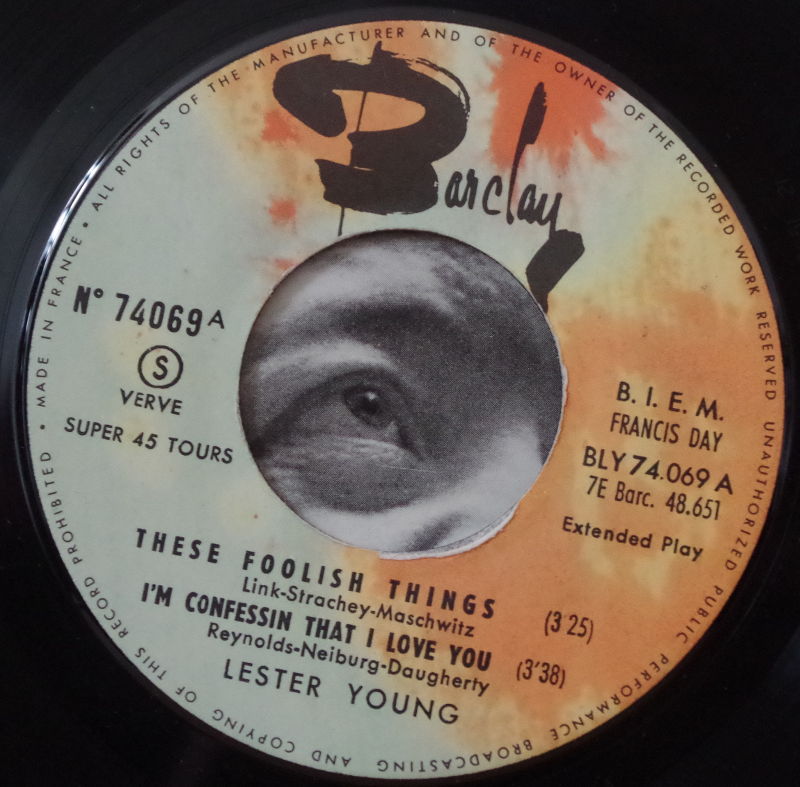 Barclay
• MADE IN FRANCE • ALL RIGHTS OF THE MANUFACTURER AND OF THE OWNER OF THE RECORDED WORK RESERVED UNAUTHORIZED PUBLIC PERFORMANCE BROADCASTING AND COPYING OF THIS RECORD PROHIBITED
N° 74069 A
S
VERVE
SUPER 45 TOURS
B. I. E. M.
FRANCIS DAY
BLY 74.069 A
7E Barc. 48.651
Extended Play
THESE FOOLISH THINGS (3 25)
Link-Strachey-Maschwitz
I'M CONFESSIN THAT I LOVE YOU (3'38)
Reynolds-Neiburg-Daugherty
LESTER YOUNG